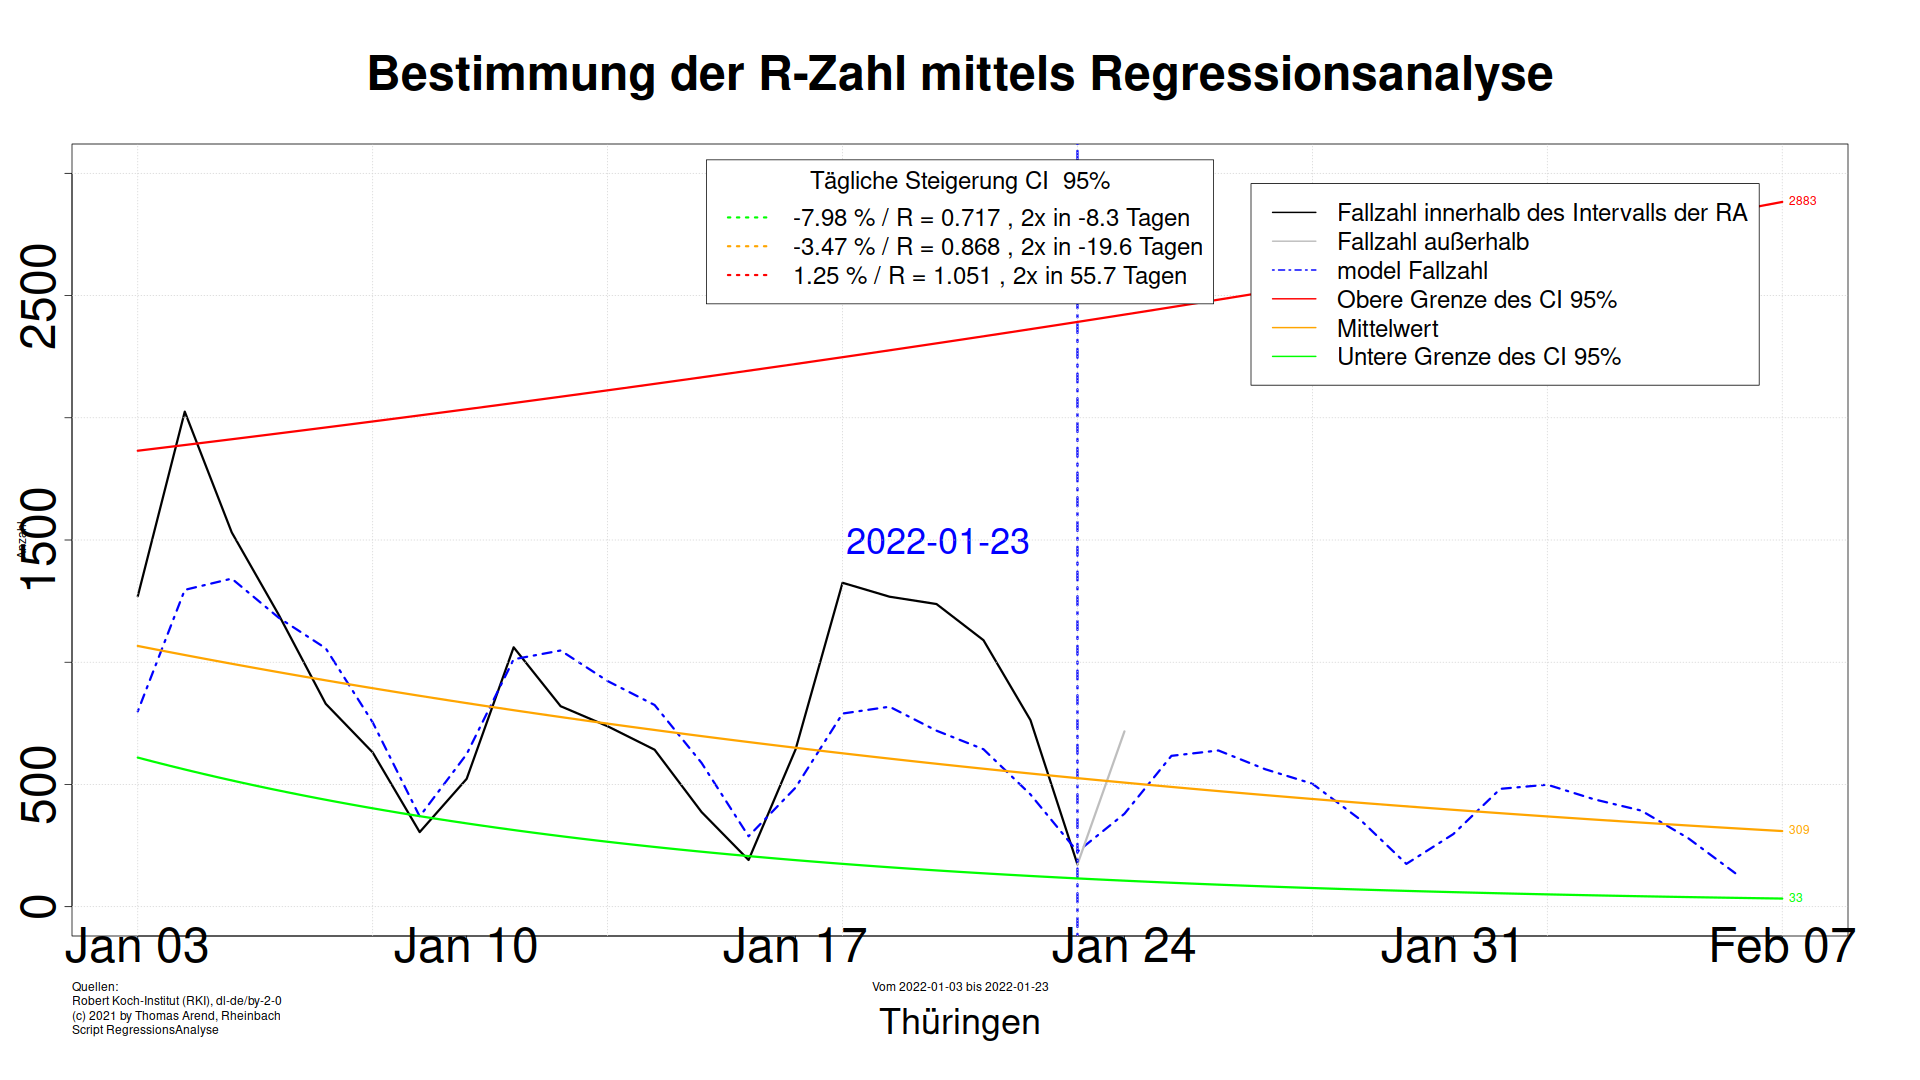 Bestimmung der R-Zahl mittels Regressionsanalyse
Tägliche Steigerung CI 95%
-7.98 % / R = 0.717 , 2x in -8.3 Tagen
-3.47 % / R = 0.868 , 2x in -19.6 Tagen
1.25 % / R = 1.051 , 2x in 55.7 Tagen
Fallzahl innerhalb des Intervalls der RA
Fallzahl außerhalb
model Fallzahl
Obere Grenze des CI 95%
Mittelwert
Untere Grenze des CI 95%
2883
2022-01-23
309
33
Anzahl
2500
1500
500
0
Jan 03
Jan 10
Jan 17
Jan 24
Jan 31
Feb 07
Quellen:
Robert Koch-Institut (RKI), dl-de/by-2-0
(c) 2021 by Thomas Arend, Rheinbach
Script RegressionsAnalyse
Vom 2022-01-03 bis 2022-01-23
Thüringen